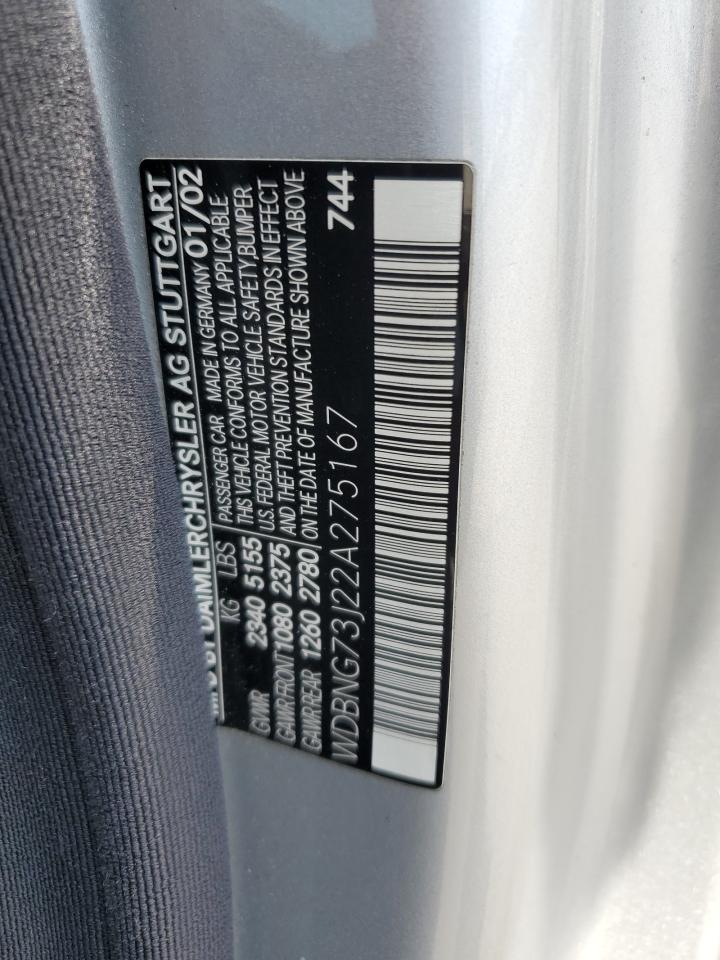 BY DAIMLERCHRYSLER AG STUTTGART
KG LBS PASSENGER CAR MADE IN GERMANY 01/02
GVWR 2340 5155 THIS VEHICLE CONFORMS TO ALL APPLICABLE
U.S. FEDERAL MOTOR VEHICLE SAFETY,BUMPER
GAWR FRONT 1080 2375 AND THEFT PREVENTION STANDARDS IN EFFECT
GAWR REAR 1260 2780 ON THE DATE OF MANUFACTURE SHOWN ABOVE
WDBNG73J22A275167 744